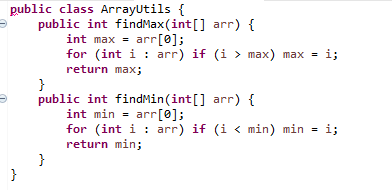 public class ArrayUtils {
    public int findMax(int[] arr) {
        int max = arr[0];
        for (int i : arr) if (i > max) max = i;
        return max;
    }
    public int findMin(int[] arr) {
        int min = arr[0];
        for (int i : arr) if (i < min) min = i;
        return min;
    }
}